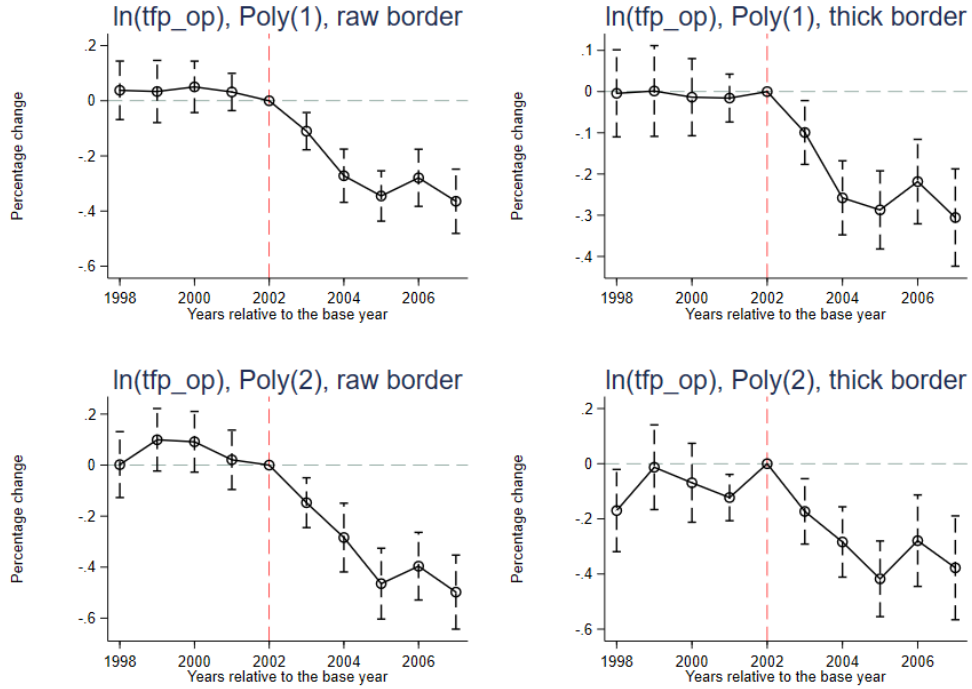 ln(tfp_op), Poly(1), raw border
Percentage change
.2
0
-.2
-.4
-.6
1998 2000 2002 2004 2006
Years relative to the base year
ln(tfp_op), Poly(1), thick border
Percentage change
.1
0
-.1
-.2
-.3
-.4
1998 2000 2002 2004 2006
Years relative to the base year
ln(tfp_op), Poly(2), raw border
Percentage change
.2
0
-.2
-.4
-.6
1998 2000 2002 2004 2006
Years relative to the base year
ln(tfp_op), Poly(2), thick border
Percentage change
.2
0
-.2
-.4
-.6
1998 2000 2002 2004 2006
Years relative to the base year